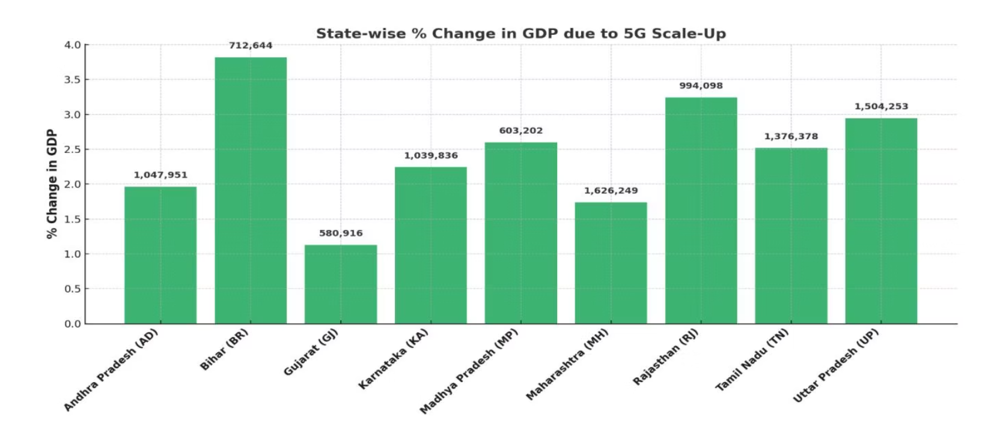 State-wise % Change in GDP due to 5G Scale-Up
% Change in GDP
4.0
3.5
3.0
2.5
2.0
1.5
1.0
0.5
0.0
1,047,951
712,644
580,916
1,039,836
603,202
1,626,249
994,098
1,376,378
1,504,253
Andhra Pradesh (AD)
Bihar (BR)
Gujarat (GJ)
Karnataka (KA)
Madhya Pradesh (MP)
Maharashtra (MH)
Rajasthan (RJ)
Tamil Nadu (TN)
Uttar Pradesh (UP)